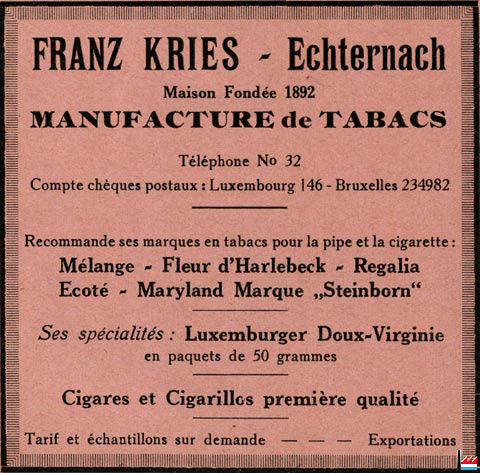 FRANZ KRIES - Echternach
Maison Fondée 1892
MANUFACTURE de TABACS
Téléphone No 32
Compte chèques postaux : Luxembourg 146 - Bruxelles 234982
Recommande ses marques en tabacs pour la pipe et la cigarette :
Mélange - Fleur d'Harlebeck - Regalia
Ecoté - Maryland Marque „Steinborn“
Ses spécialités : Luxemburger Doux-Virginie
en paquets de 50 grammes
Cigares et Cigarillos première qualité
Tarif et échantillons sur demande — — — Exportations